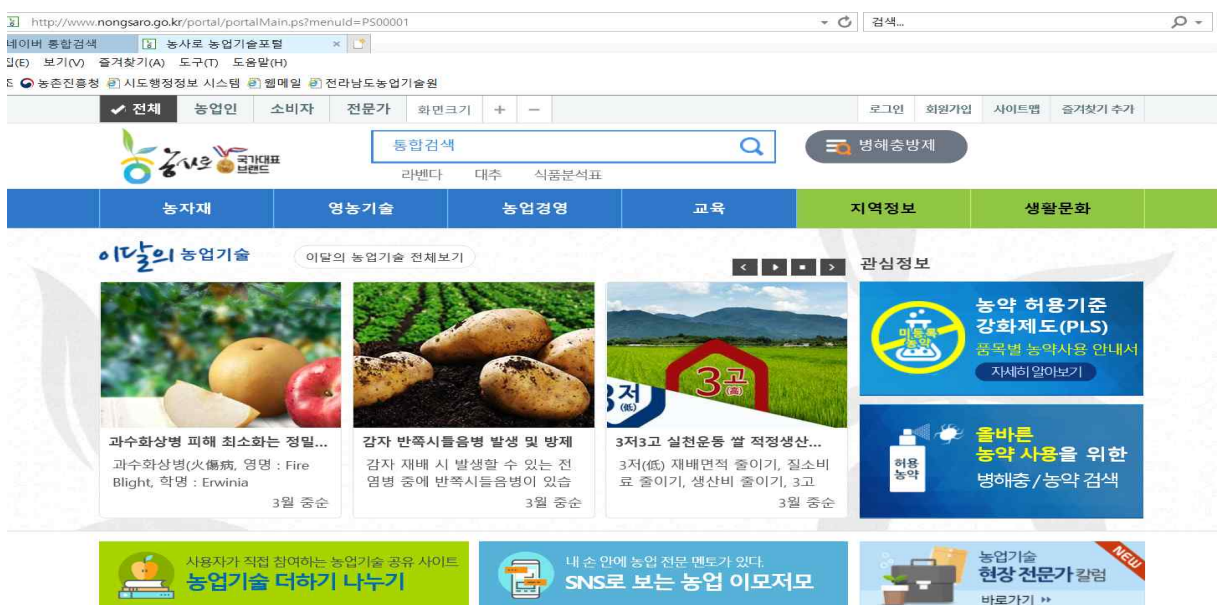 http://www.nongsaro.go.kr/portal/portalMain.ps?menuId=PS00001
검색...
네이버 통합검색
농사로 농업기술포털
집(E) 보기(V) 즐겨찾기(A) 도구(T) 도움말(H)
농촌진흥청 시도행정정보 시스템 웹메일 전라남도농업기술원
전체 농업인 소비자 전문가 화면크기 + -
로그인 회원가입 사이트맵 즐겨찾기 추가
농사로 국가대표
브랜드
통합검색
병해충방제
라벤다 대추 식품분석표
농자재 영농기술 농업경영 교육 지역정보 생활문화
이달의 농업기술
이달의 농업기술 전체보기
관심정보
3저
(低)
3고
(高)
과수화상병 피해 최소화는 정밀...
과수화상병(火傷病, 영명 : Fire
Blight, 학명 : Erwinia
3월 중순
감자 반쪽시들음병 발생 및 방제
감자 재배 시 발생할 수 있는 전
염병 중에 반쪽시들음병이 있습
3월 중순
3저3고 실천운동 쌀 적정생산...
3저(低) 재배면적 줄이기, 질소비
료 줄이기, 생산비 줄이기, 3고
3월 중순
미등록
농약
농약 허용기준
강화제도(PLS)
품목별 농약사용 안내서
자세히 알아보기
허용
농약
올바른
농약 사용을 위한
병해충/농약 검색
사용자가 직접 참여하는 농업기술 공유 사이트
농업기술 더하기 나누기
내 손 안에 농업 전문 멘토가 있다.
SNS로 보는 농업 이모저모
농업기술
현장 전문가 칼럼
바로가기
NEW